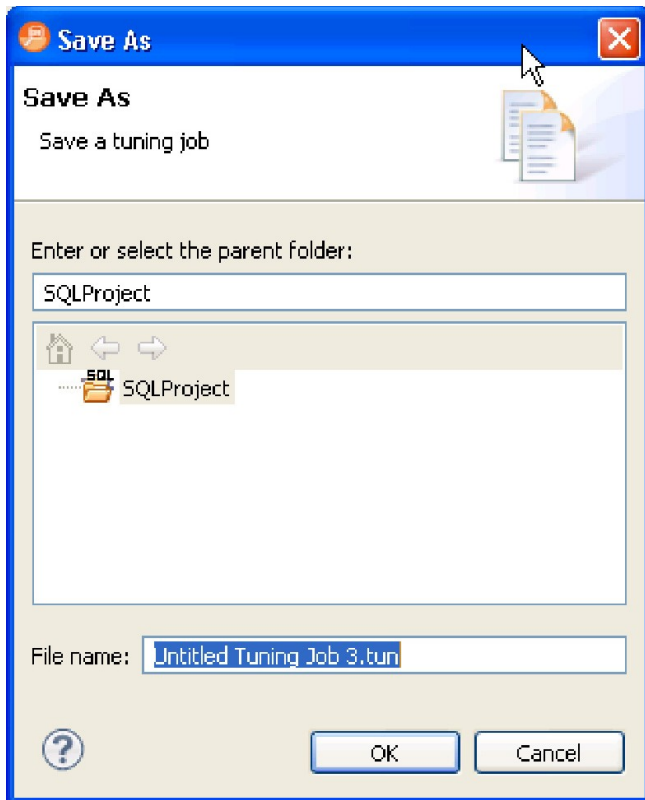 Save As
Save As
Save a tuning job
Enter or select the parent folder:
SQLProject
SQL
SQLProject
File name: Untitled Tuning Job 3.tun
?
OK Cancel